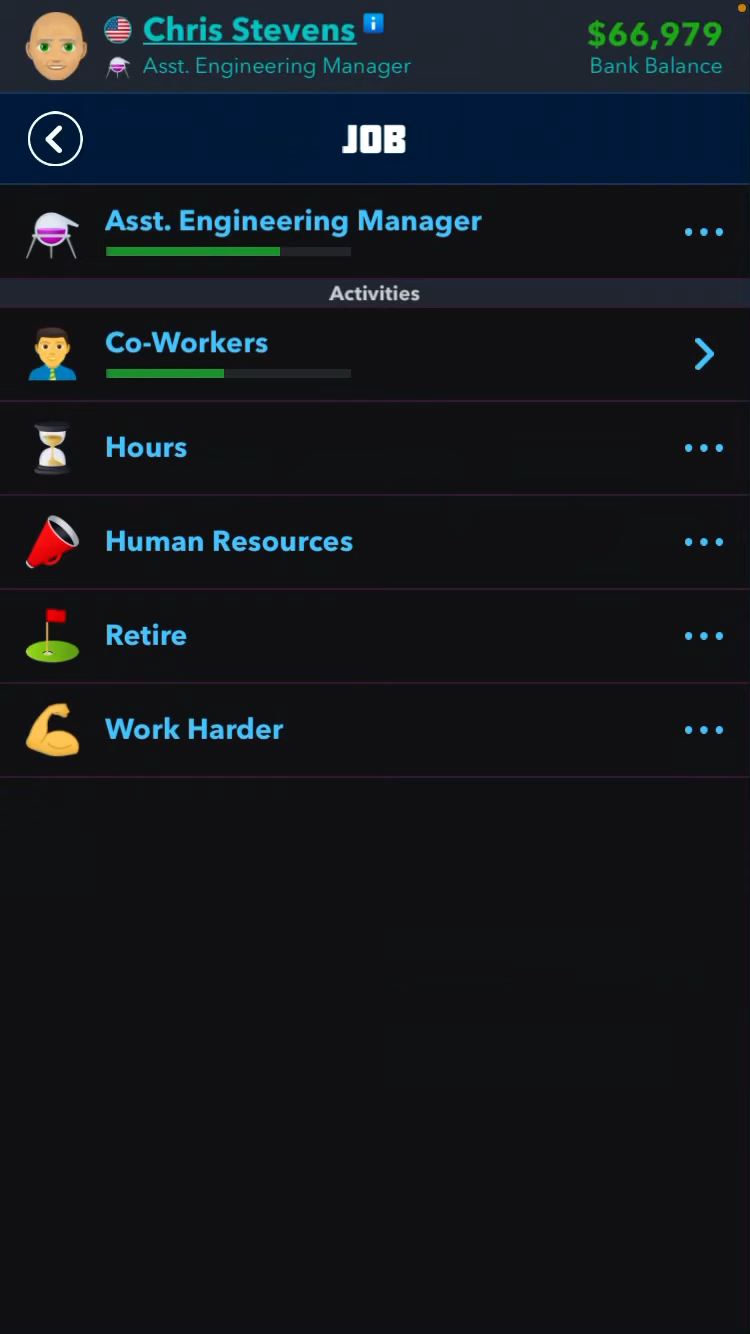 Chris Stevens i
$66,979
Asst. Engineering Manager
Bank Balance
JOB
Asst. Engineering Manager
Activities
Co-Workers
Hours
Human Resources
Retire
Work Harder